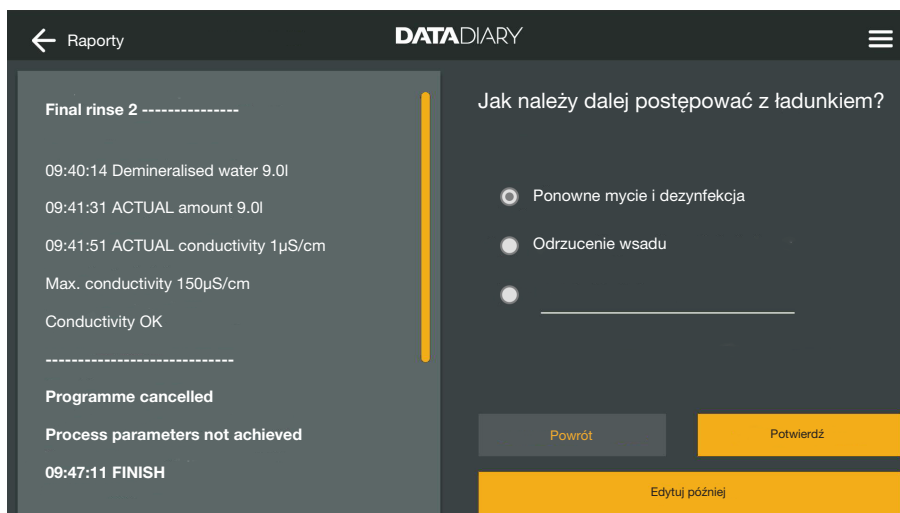 Raporty
DATADIARY
Final rinse 2 ---------------
09:40:14 Demineralised water 9.0l
09:41:31 ACTUAL amount 9.0l
09:41:51 ACTUAL conductivity 1µS/cm
Max. conductivity 150µS/cm
Conductivity OK
-----------------------------
Programme cancelled
Process parameters not achieved
09:47:11 FINISH
Jak należy dalej postępować z ładunkiem?
Ponowne mycie i dezynfekcja
Odrzucenie wsadu
Powrót
Potwierdź
Edytuj później